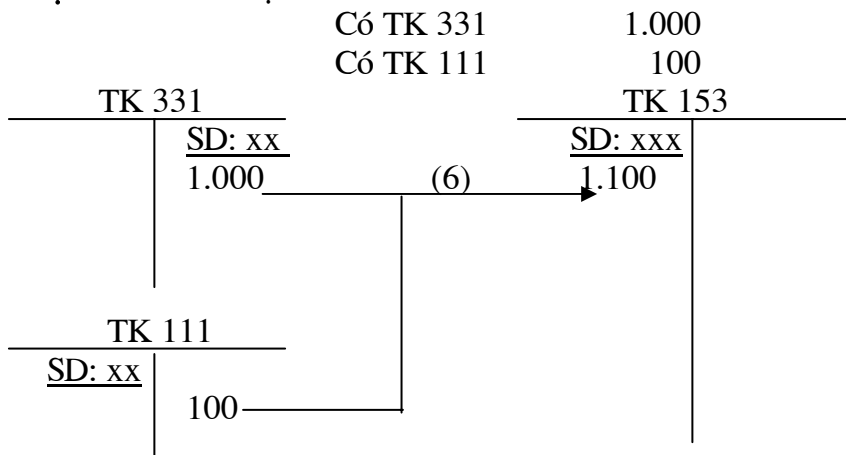 Có TK 331 1.000
Có TK 111 100
TK 331 TK 153
SD: xx SD: xxx
1.000 (6) 1.100
TK 111
SD: xx
100